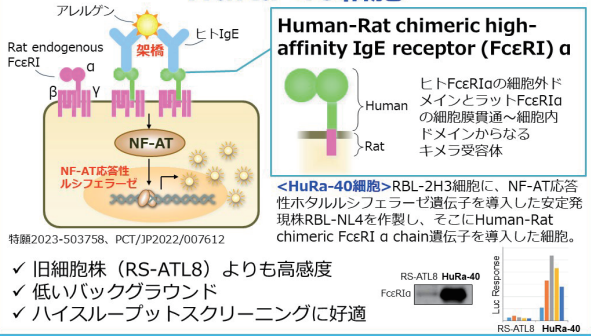 アレルゲン
ヒトIgE
架橋
Rat endogenous
FcεRI
α
β
γ
NF-AT
NF-AT応答性
ルシフェラーゼ
特願2023-503758、PCT/JP2022/007612
Human-Rat chimeric high-
affinity IgE receptor (FcεRI) α
Human
Rat
ヒトFcεRIαの細胞外ド
メインとラットFcεRIα
の細胞膜貫通～細胞内
ドメインからなる
キメラ受容体
<HuRa-40細胞>RBL-2H3細胞に、NF-AT応答
性ホタルルシフェラーゼ遺伝子を導入した安定発
現株RBL-NL4を作製し、そこにHuman-Rat
chimeric FcεRI α chain遺伝子を導入した細胞。
✓ 旧細胞株（RS-ATL8）よりも高感度
✓ 低いバックグラウンド
✓ ハイスループットスクリーニングに好適
RS-ATL8 HuRa-40
FcεRIα
Luc Response
RS-ATL8 HuRa-40